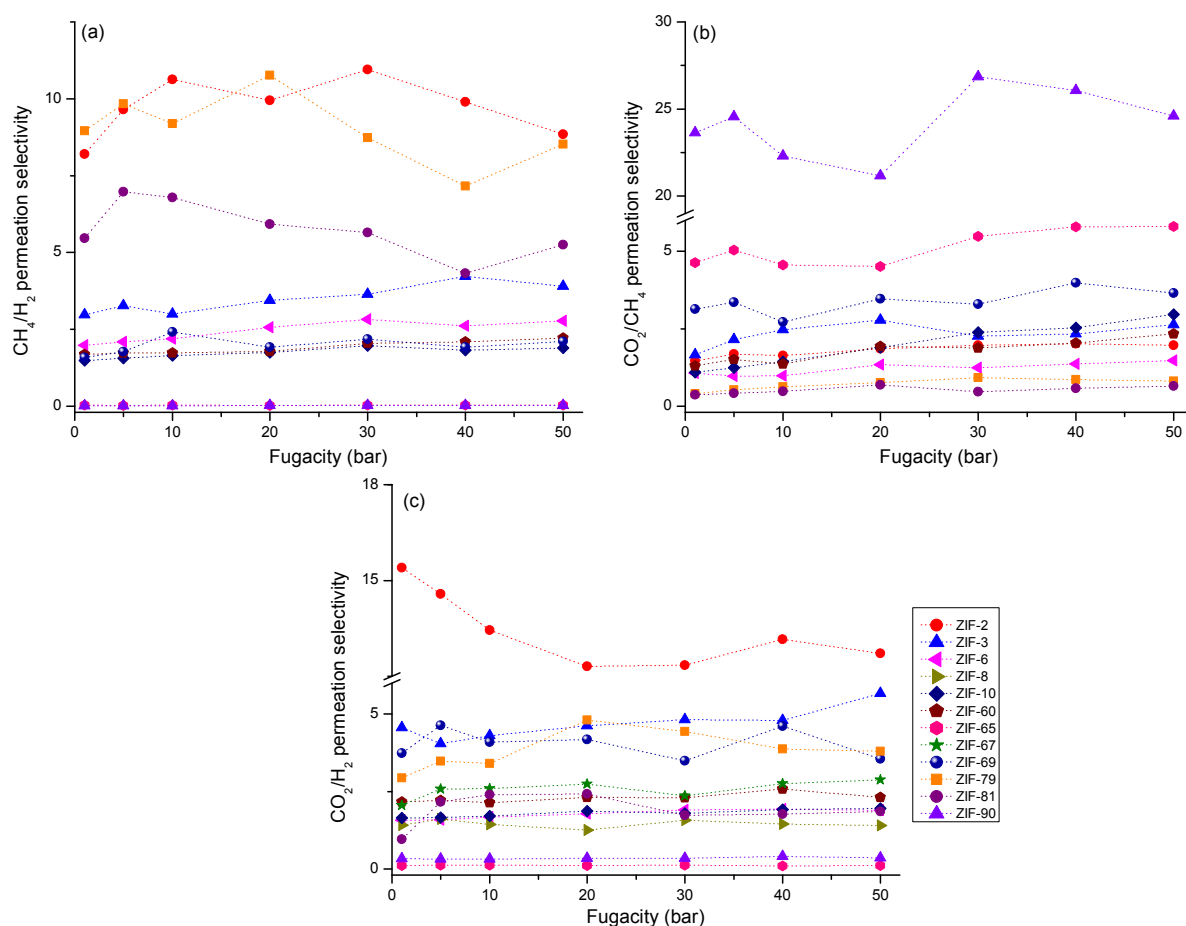 (a)
CH₄/H₂ permeation selectivity
10
5
0
0
10
20
30
40
50
Fugacity (bar)
(b)
CO₂/CH₄ permeation selectivity
30
25
20
5
0
0
10
20
30
40
50
Fugacity (bar)
(c)
CO₂/H₂ permeation selectivity
18
15
5
0
0
10
20
30
40
50
Fugacity (bar)
ZIF-2
ZIF-3
ZIF-6
ZIF-8
ZIF-10
ZIF-60
ZIF-65
ZIF-67
ZIF-69
ZIF-79
ZIF-81
ZIF-90